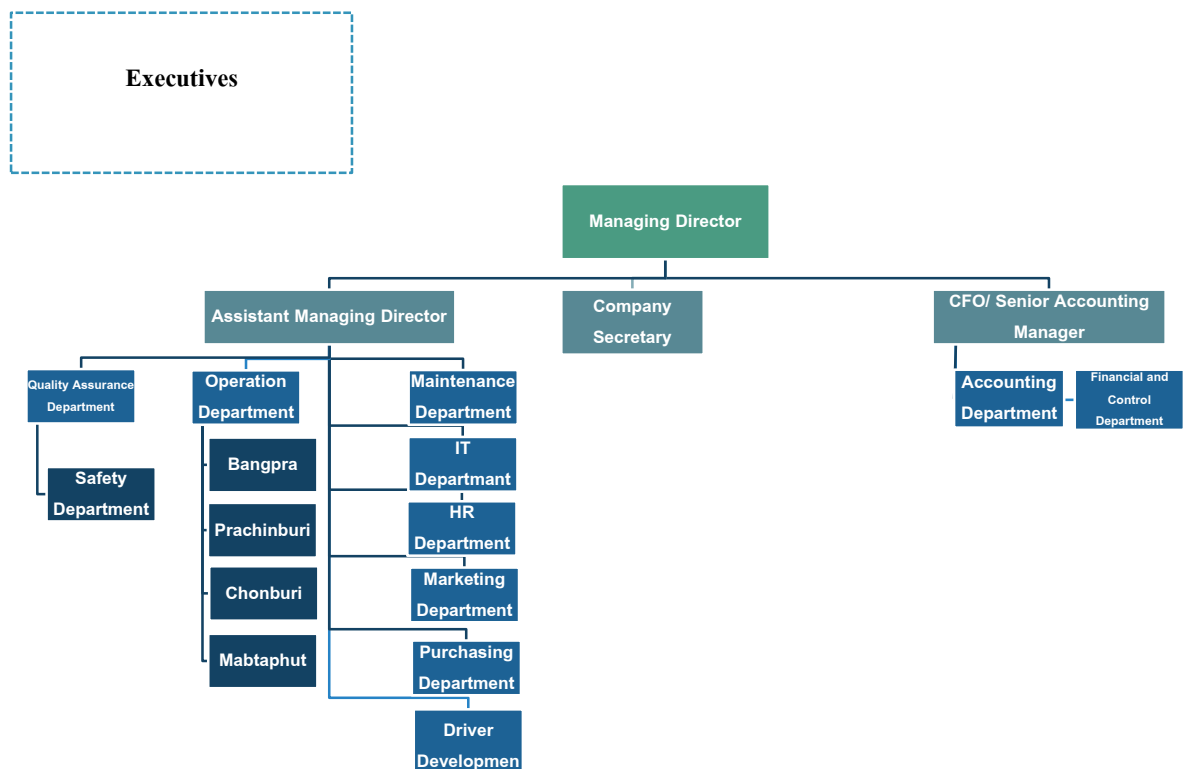 Executives
Managing Director
Assistant Managing Director
Company
Secretary
CFO/ Senior Accounting
Manager
Quality Assurance
Department
Operation
Department
Maintenance
Department
Accounting
Department
Financial and
Control
Department
Safety
Department
Bangpra
Prachinburi
Chonburi
Mabtaphut
IT
Departmant
HR
Department
Marketing
Department
Purchasing
Department
Driver
Developmen